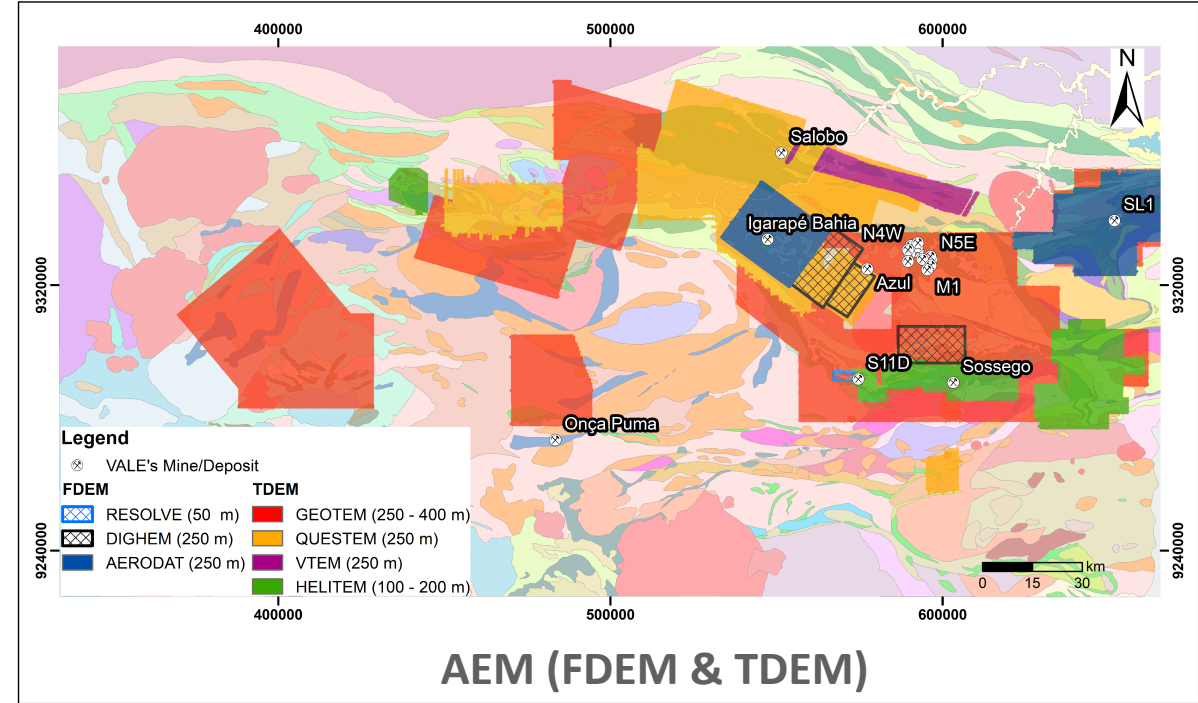 400000
500000
600000
N
Salobo
SL1
Igarapé Bahia
N4W
N5E
Azul
M1
9320000
9320000
S11D
Sossego
Onça Puma
Legend
VALE's Mine/Deposit
FDEM
TDEM
RESOLVE (50 m)
GEOTEM (250 - 400 m)
DIGHEM (250 m)
QUESTEM (250 m)
AERODAT (250 m)
VTEM (250 m)
HELITEM (100 - 200 m)
9240000
9240000
km
0 15 30
400000
500000
600000
AEM (FDEM & TDEM)